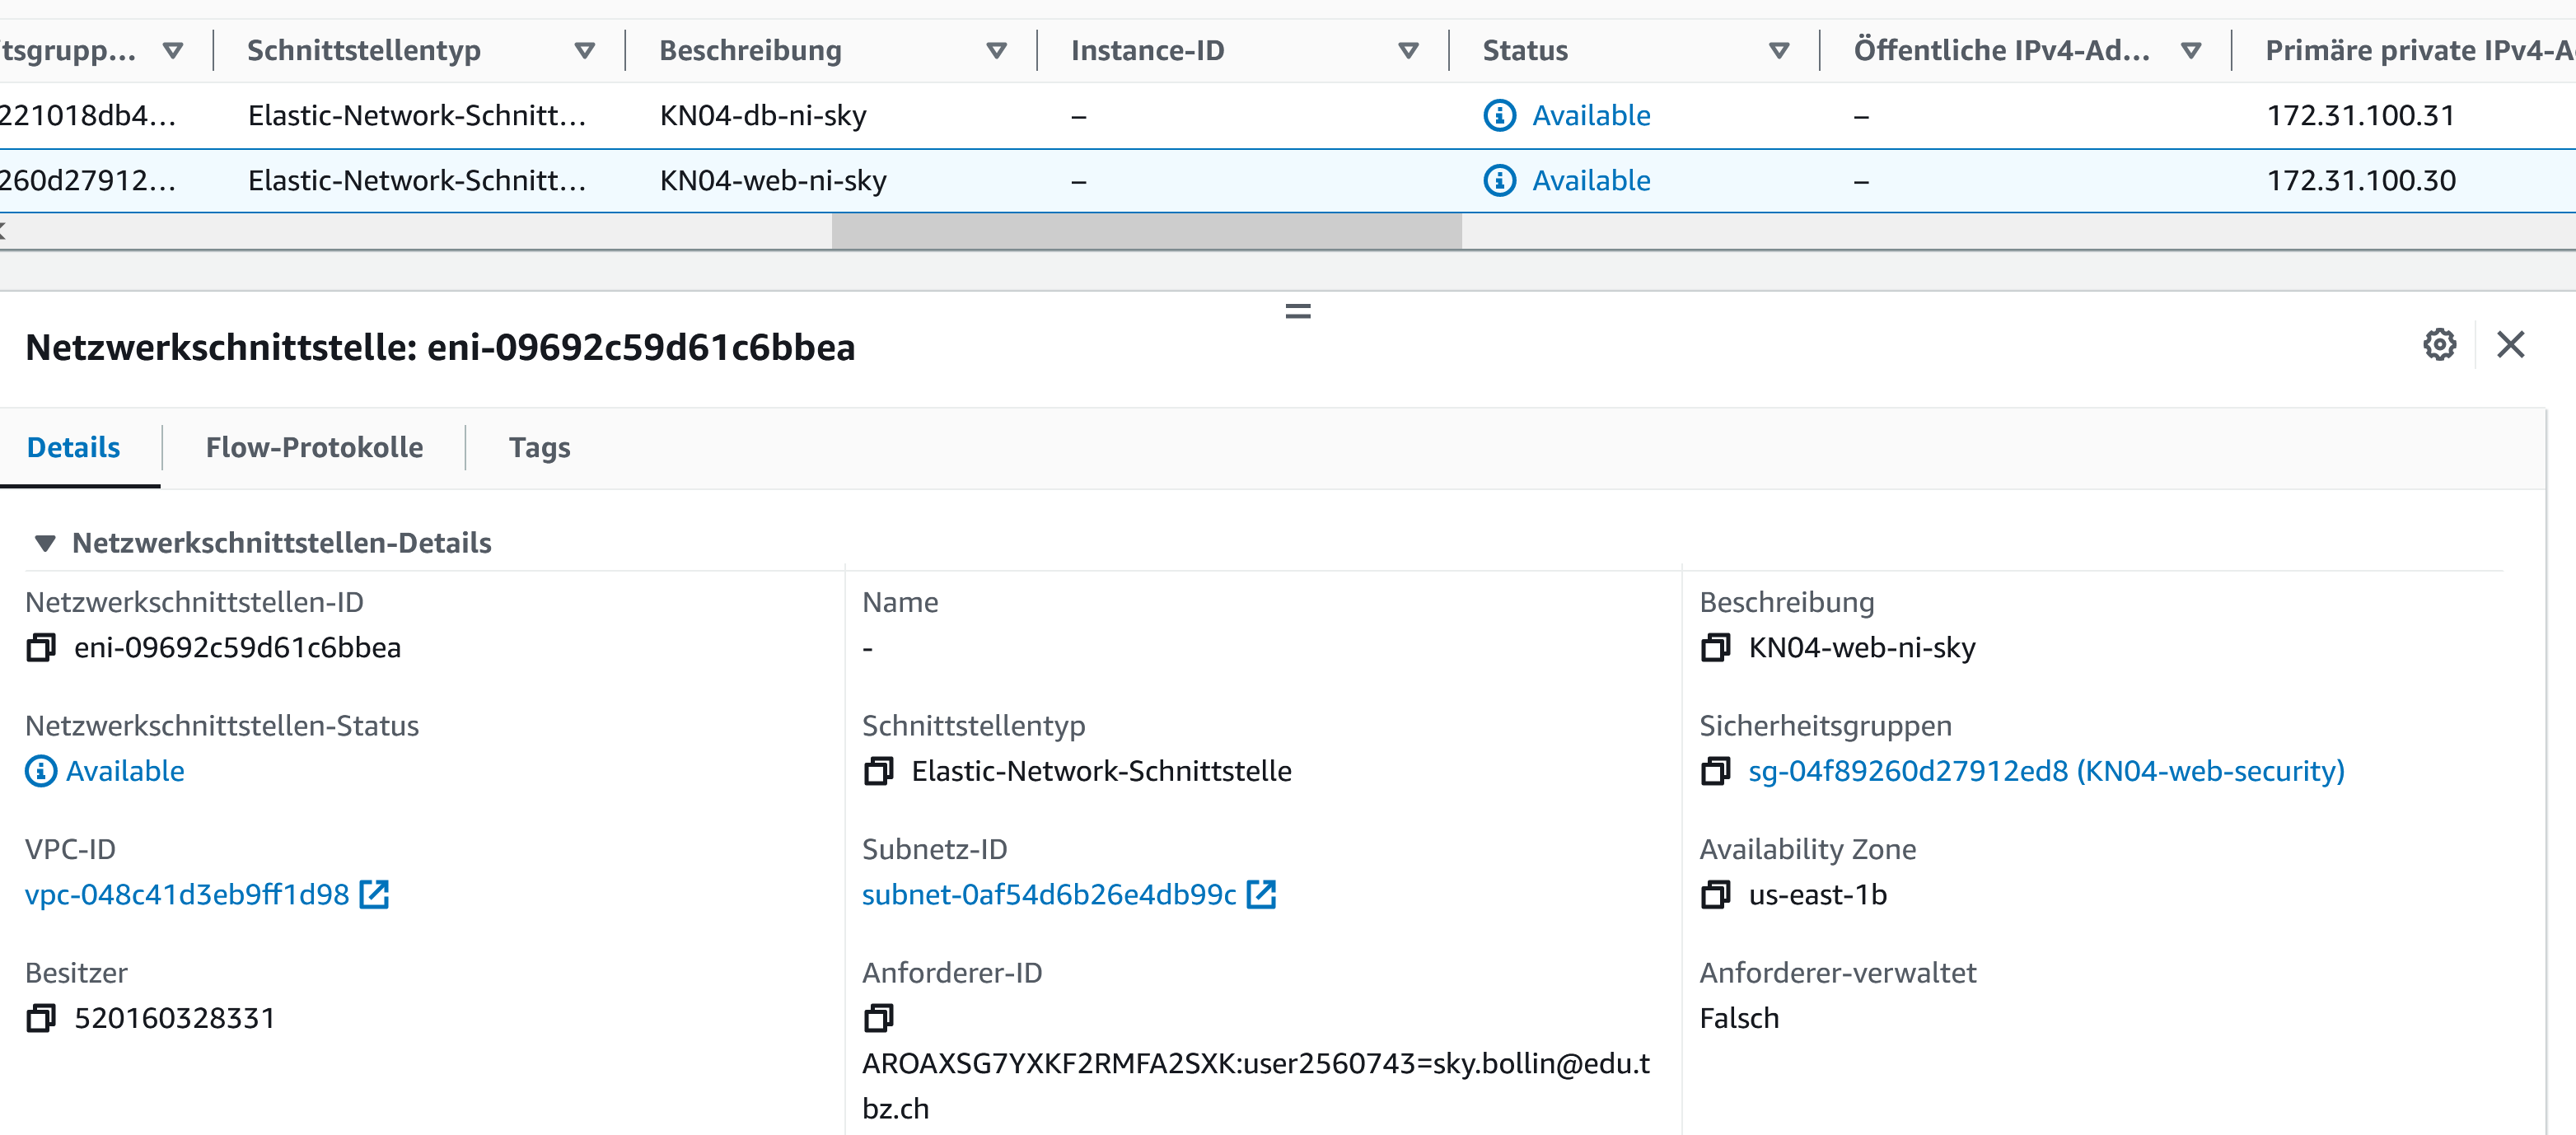 tsgrupp... Schnittstellentyp Beschreibung Instance-ID Status Öffentliche IPv4-Ad... Primäre private IPv4-A
221018db4... Elastic-Network-Schnitt... KN04-db-ni-sky – Available – 172.31.100.31
260d27912... Elastic-Network-Schnitt... KN04-web-ni-sky – Available – 172.31.100.30
Netzwerkschnittstelle: eni-09692c59d61c6bbea
Details Flow-Protokolle Tags
Netzwerkschnittstellen-Details
Netzwerkschnittstellen-ID Name Beschreibung
eni-09692c59d61c6bbea - KN04-web-ni-sky
Netzwerkschnittstellen-Status Schnittstellentyp Sicherheitsgruppen
Available Elastic-Network-Schnittstelle sg-04f89260d27912ed8 (KN04-web-security)
VPC-ID Subnetz-ID Availability Zone
vpc-048c41d3eb9ff1d98 subnet-0af54d6b26e4db99c us-east-1b
Besitzer Anforderer-ID Anforderer-verwaltet
520160328331 Falsch
AROAXSG7YXKF2RMFA2SXK:user2560743=sky.bollin@edu.t
bz.ch